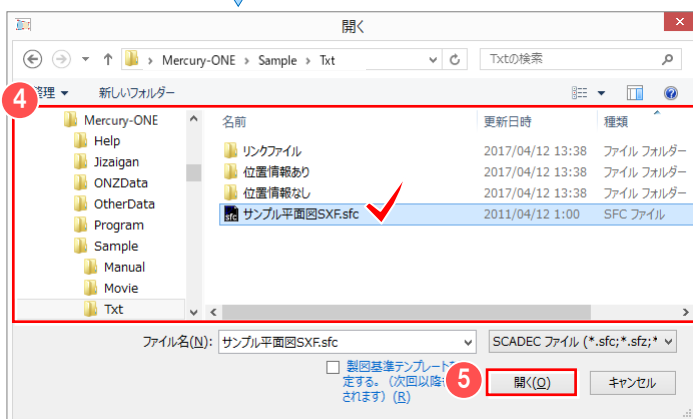 開く
Mercury-ONE › Sample › Txt
Txtの検索
4
整理 新しいフォルダー
Mercury-ONE
Help
Jizaigan
ONZData
OtherData
Program
Sample
Manual
Movie
Txt
名前 更新日時 種類
リンクファイル 2017/04/12 13:38 ファイル フォルダー
位置情報あり 2017/04/12 13:38 ファイル フォルダー
位置情報なし 2017/04/12 13:38 ファイル フォルダー
sfc サンプル平面図SXF.sfc 2011/04/12 1:00 SFC ファイル
ファイル名(N): サンプル平面図SXF.sfc SCADEC ファイル (*.sfc;*.sfz;*
製図基準テンプレートを
定する。（次回以降
されます）(R)
5
開く(O) キャンセル